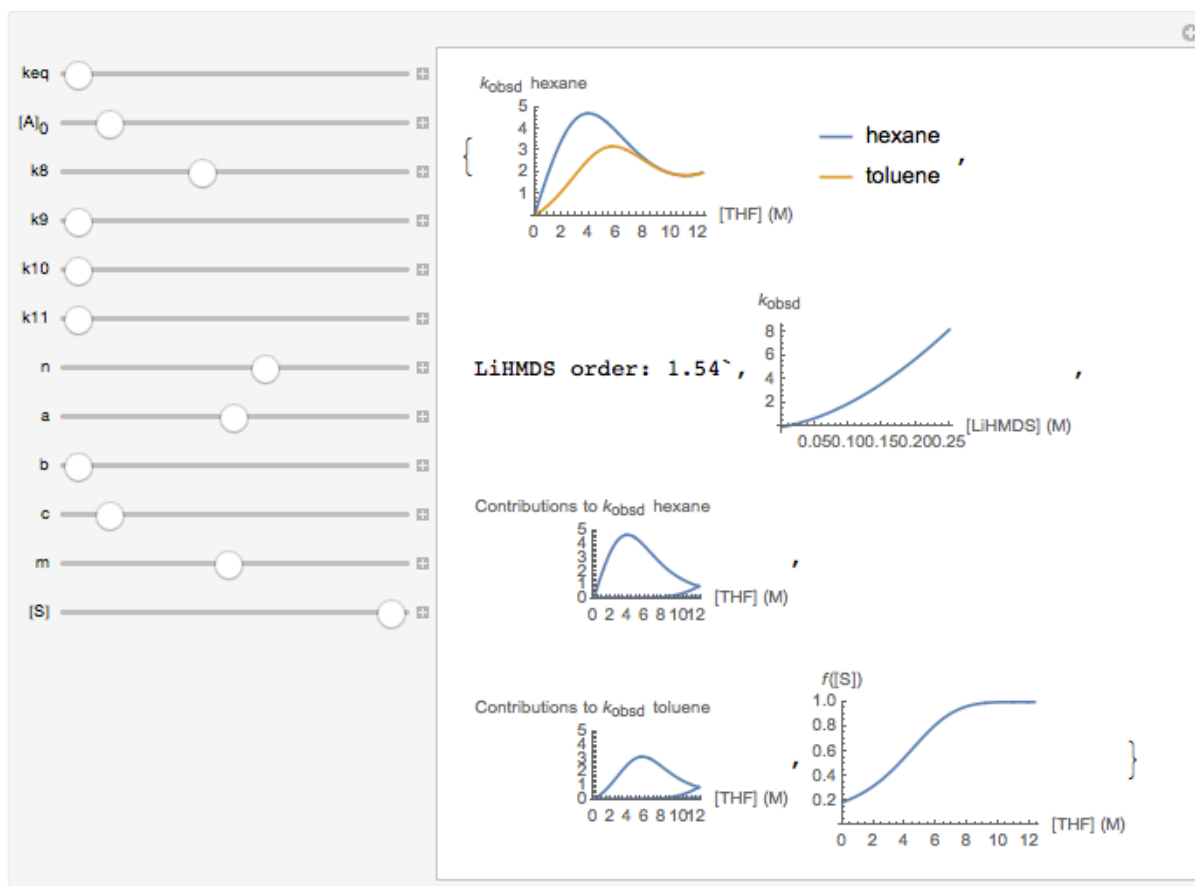 keq
[A]0
k8
k9
k10
k11
n
a
b
c
m
[S]
kobsd hexane
5
4
3
2
1
0 2 4 6 8 10 12
[THF] (M)
hexane
toluene
{ ,
LiHMDS order: 1.54`,
kobsd
8
6
4
2
0.050.100.150.200.25
[LiHMDS] (M)
,
Contributions to kobsd hexane
5
4
3
2
1
0
0 2 4 6 8 1012
[THF] (M)
,
Contributions to kobsd toluene
5
4
3
2
1
0
0 2 4 6 8 1012
[THF] (M)
,
f([S])
1.0
0.8
0.6
0.4
0.2
0 2 4 6 8 10 12
[THF] (M)
}